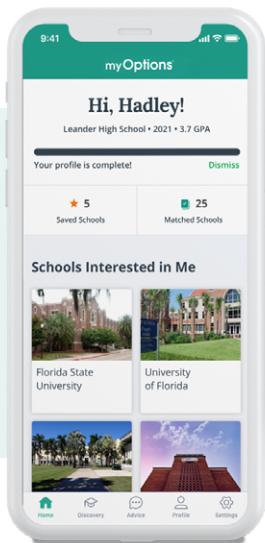 9:41
myOptions
Hi, Hadley!
Leander High School • 2021 • 3.7 GPA
Your profile is complete! Dismiss
5 25
Saved Schools Matched Schools
Schools Interested in Me
Florida State University of Florida
University
Home Discovery Advice Profile Settings